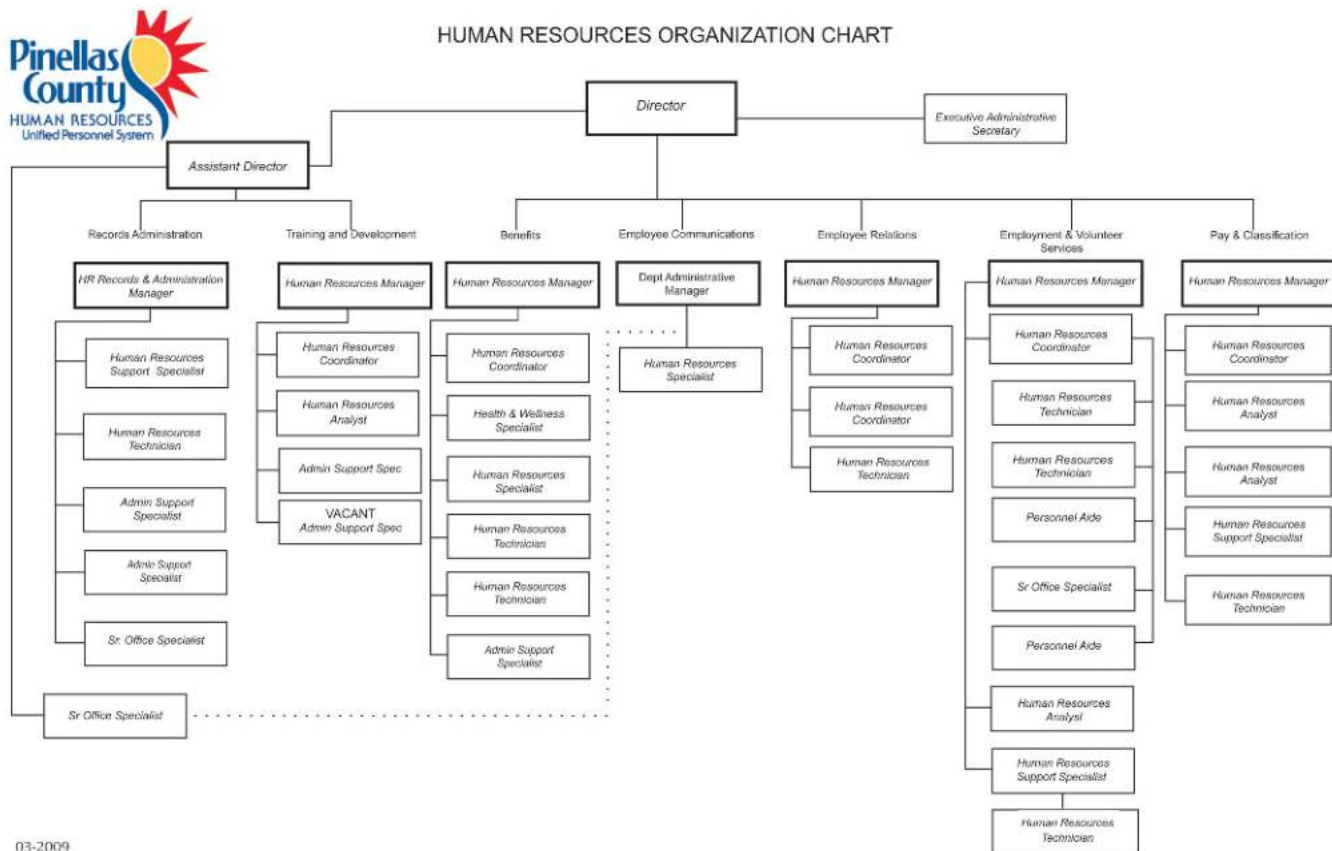 Pinellas
County
HUMAN RESOURCES
Unified Personnel System
HUMAN RESOURCES ORGANIZATION CHART
Director
Executive Administrative
Secretary
Assistant Director
Records Administration
Training and Development
Benefits
Employee Communications
Employee Relations
Employment & Volunteer
Services
Pay & Classification
HR Records & Administration
Manager
Human Resources
Support Specialist
Human Resources
Technician
Admin Support
Specialist
Admin Support
Specialist
Sr. Office Specialist
Sr Office Specialist
Human Resources Manager
Human Resources
Coordinator
Human Resources
Analyst
Admin Support Spec
VACANT
Admin Support Spec
Human Resources Manager
Human Resources
Coordinator
Health & Wellness
Specialist
Human Resources
Specialist
Human Resources
Technician
Human Resources
Technician
Admin Support
Specialist
Dept Administrative
Manager
Human Resources
Specialist
Human Resources Manager
Human Resources
Coordinator
Human Resources
Coordinator
Human Resources
Technician
Human Resources Manager
Human Resources
Coordinator
Human Resources
Technician
Human Resources
Technician
Personnel Aide
Sr Office Specialist
Personnel Aide
Human Resources
Analyst
Human Resources
Support Specialist
Human Resources
Technician
Human Resources Manager
Human Resources
Coordinator
Human Resources
Analyst
Human Resources
Analyst
Human Resources
Support Specialist
Human Resources
Technician
03-2009